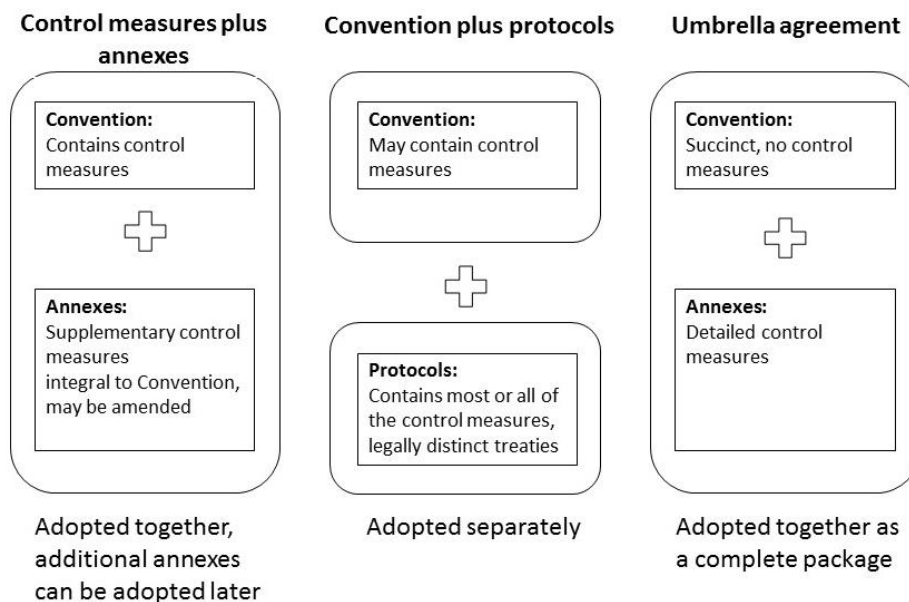 Control measures plus
annexes
Convention:
Contains control
measures
Annexes:
Supplementary control
measures
integral to Convention,
may be amended
Adopted together,
additional annexes
can be adopted later
Convention plus protocols
Convention:
May contain control
measures
Protocols:
Contains most or all of
the control measures,
legally distinct treaties
Adopted separately
Umbrella agreement
Convention:
Succinct, no control
measures
Annexes:
Detailed control
measures
Adopted together as
a complete package